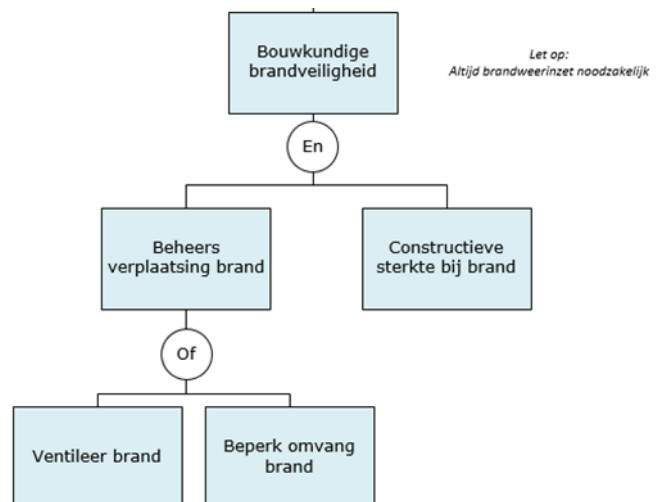 Bouwkundige
brandveiligheid
Let op:
Altijd brandweerinzet noodzakelijk
En
Beheers
verplaatsing brand
Constructieve
sterkte bij brand
Of
Ventileer brand
Beperk omvang
brand